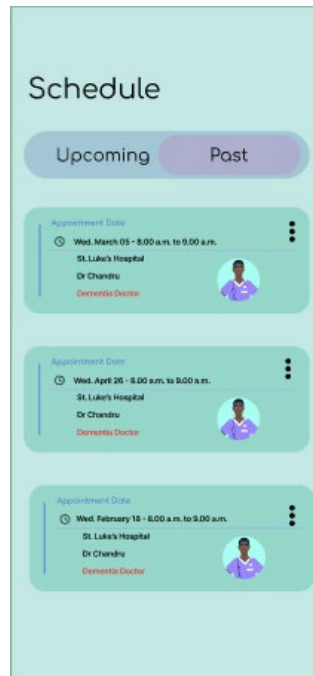 Schedule
Upcoming Past
Appointment Date
Wed. March 05 - 8.00 a.m. to 9.00 a.m.
St. Luke's Hospital
Dr Chandru
Dementia Doctor
Appointment Date
Wed. April 26 - 8.00 a.m. to 9.00 a.m.
St. Luke's Hospital
Dr Chandru
Dementia Doctor
Appointment Date
Wed. February 18 - 8.00 a.m. to 9.00 a.m.
St. Luke's Hospital
Dr Chandru
Dementia Doctor